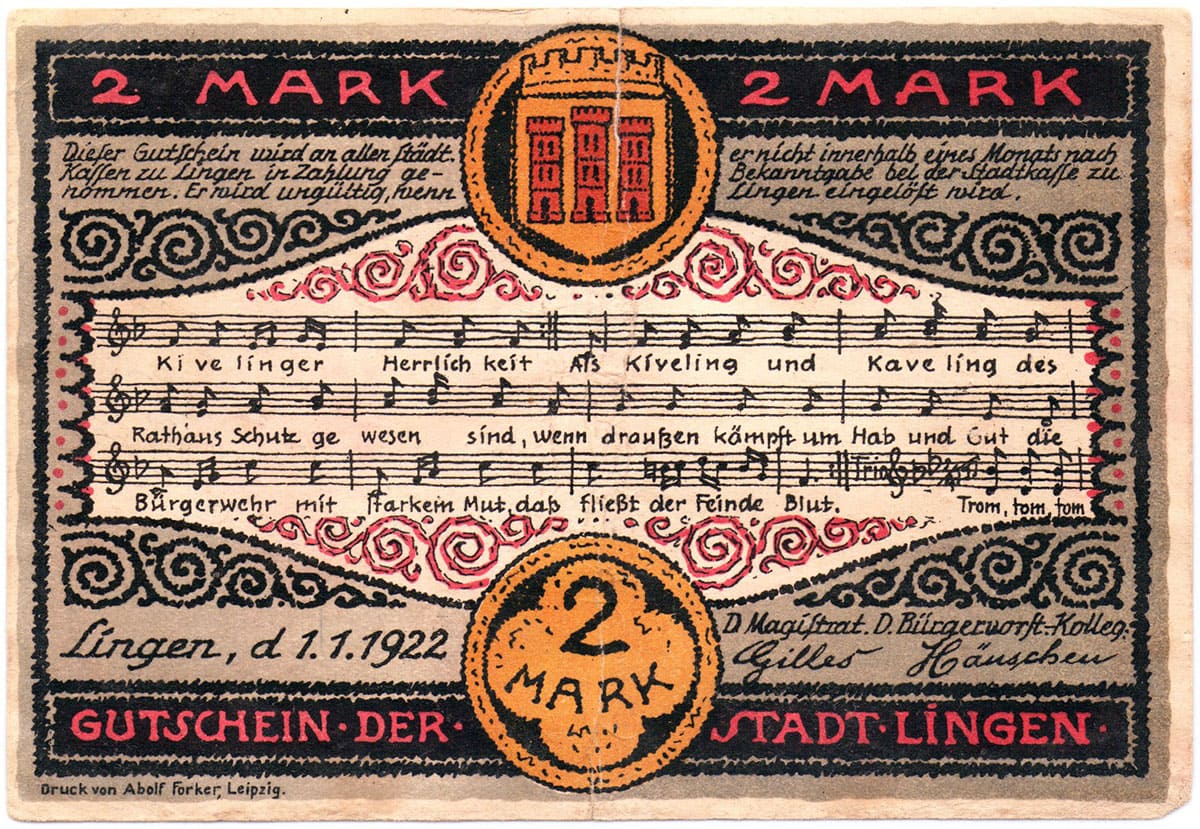 2 MARK 2 MARK
Dieſer Gutſchein wird an allen ſtädt.
Kaſſen zu Lingen in Zahlung ge-
nommen. Er wird ungültig, wenn
er nicht innerhalb eines Monats nach
Bekanntgabe bei der Stadtkaſſe zu
Lingen eingelöſt wird.
Ki ve linger Herrlich keit Als Kiveling und Kave ling des
Rathaus Schutz ge wesen sind, wenn draußen kämpft um Hab und Gut die
Trio
Bürgerwehr mit ſtarkem Mut, daß fließt der Feinde Blut. Trom, tom, tom
Lingen, d 1.1.1922
2
MARK
D Magiſtrat. D. Bürgerworſt.-Kolleg.
Gilles Häuschen
GUTSCHEIN·DER· STADT·LINGEN·
Druck von Adolf Forker, Leipzig.